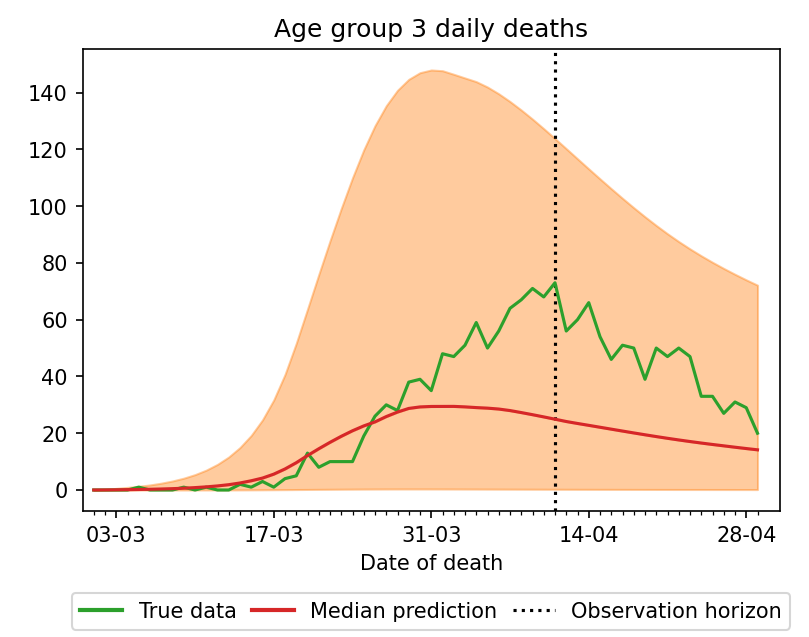 Age group 3 daily deaths
140
120
100
80
60
40
20
0
03-03 17-03 31-03 14-04 28-04
Date of death
True data Median prediction Observation horizon